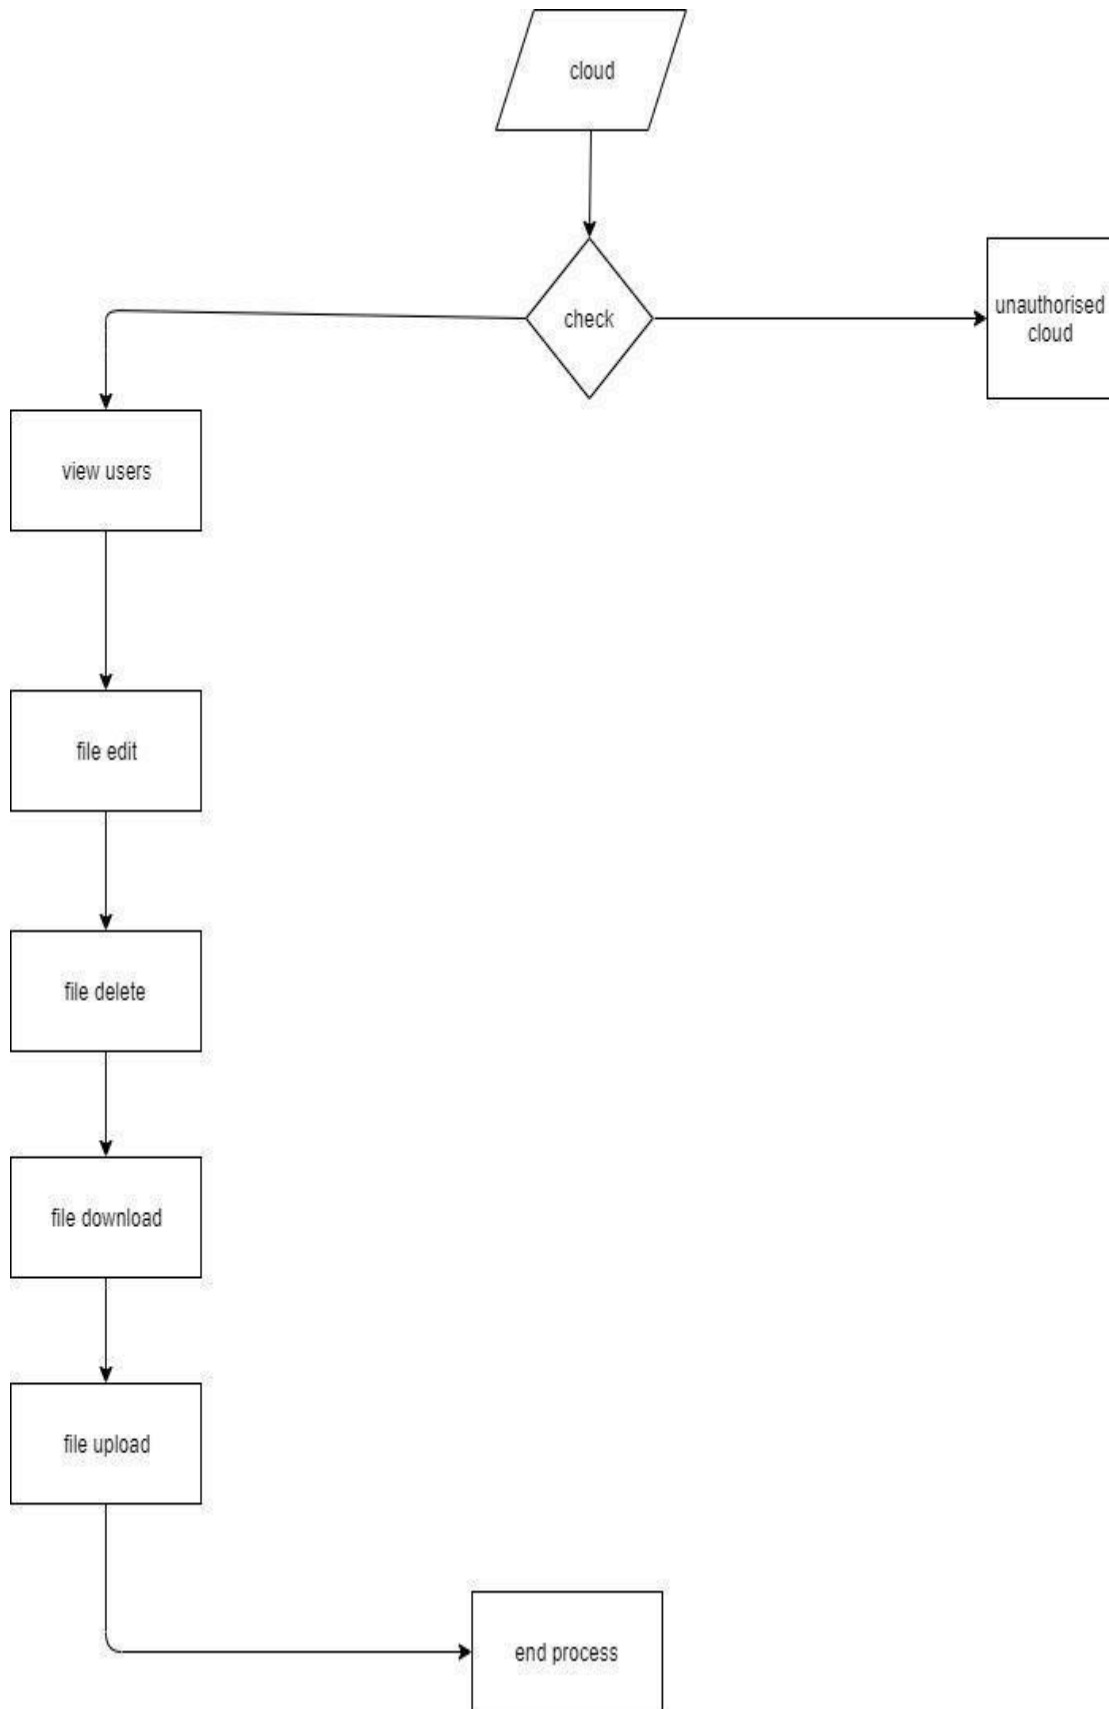 cloud
check
unauthorised
cloud
view users
file edit
file delete
file download
file upload
end process